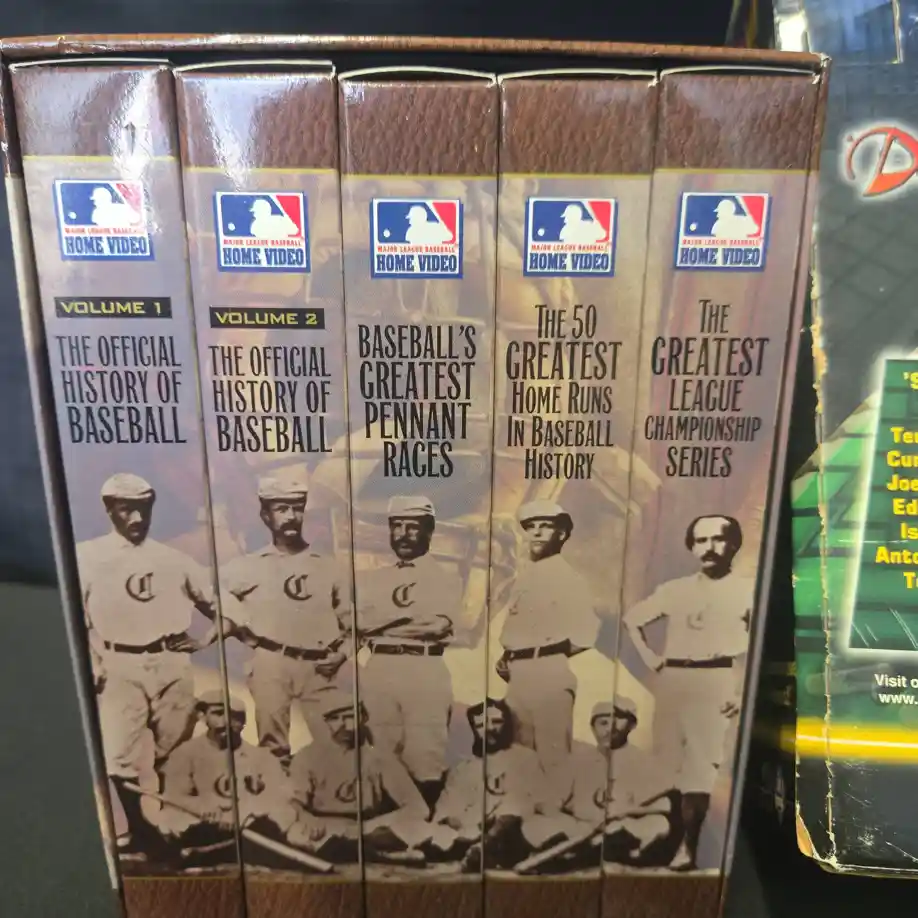 MAJOR LEAGUE BASEBALL
HOME VIDEO
VOLUME 1
THE OFFICIAL
HISTORY OF
BASEBALL
MAJOR LEAGUE BASEBALL
HOME VIDEO
VOLUME 2
THE OFFICIAL
HISTORY OF
BASEBALL
MAJOR LEAGUE BASEBALL
HOME VIDEO
BASEBALL'S
GREATEST
PENNANT
RACES
MAJOR LEAGUE BASEBALL
HOME VIDEO
THE 50
GREATEST
HOME RUNS
IN BASEBALL
HISTORY
MAJOR LEAGUE BASEBALL
HOME VIDEO
THE
GREATEST
LEAGUE
CHAMPIONSHIP
SERIES
C
C
C
C
C
C
C
Visit
www.